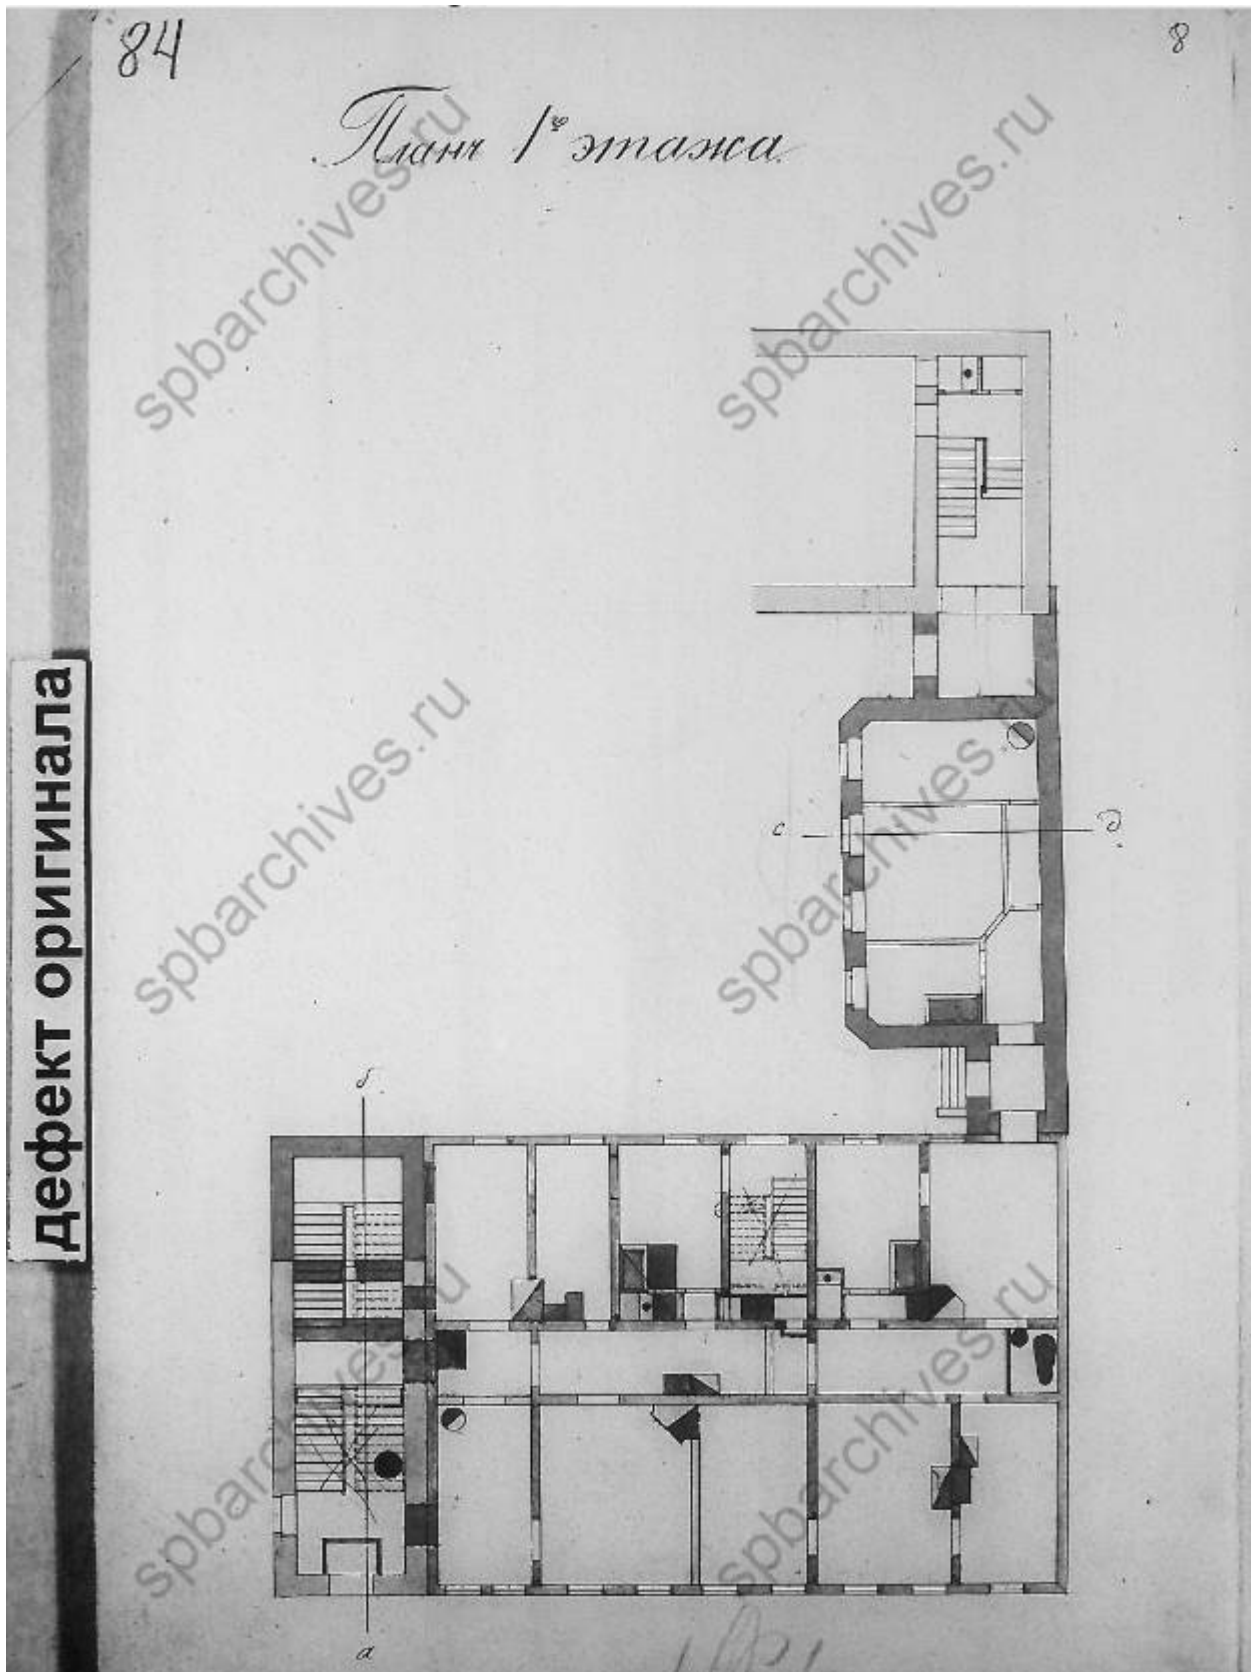 84
8
Планъ 1го этажа.
spbarchives.ru
spbarchives.ru
spbarchives.ru
spbarchives.ru
дефект оригинала
с
д
б
spbarchives.ru
spbarchives.ru
а